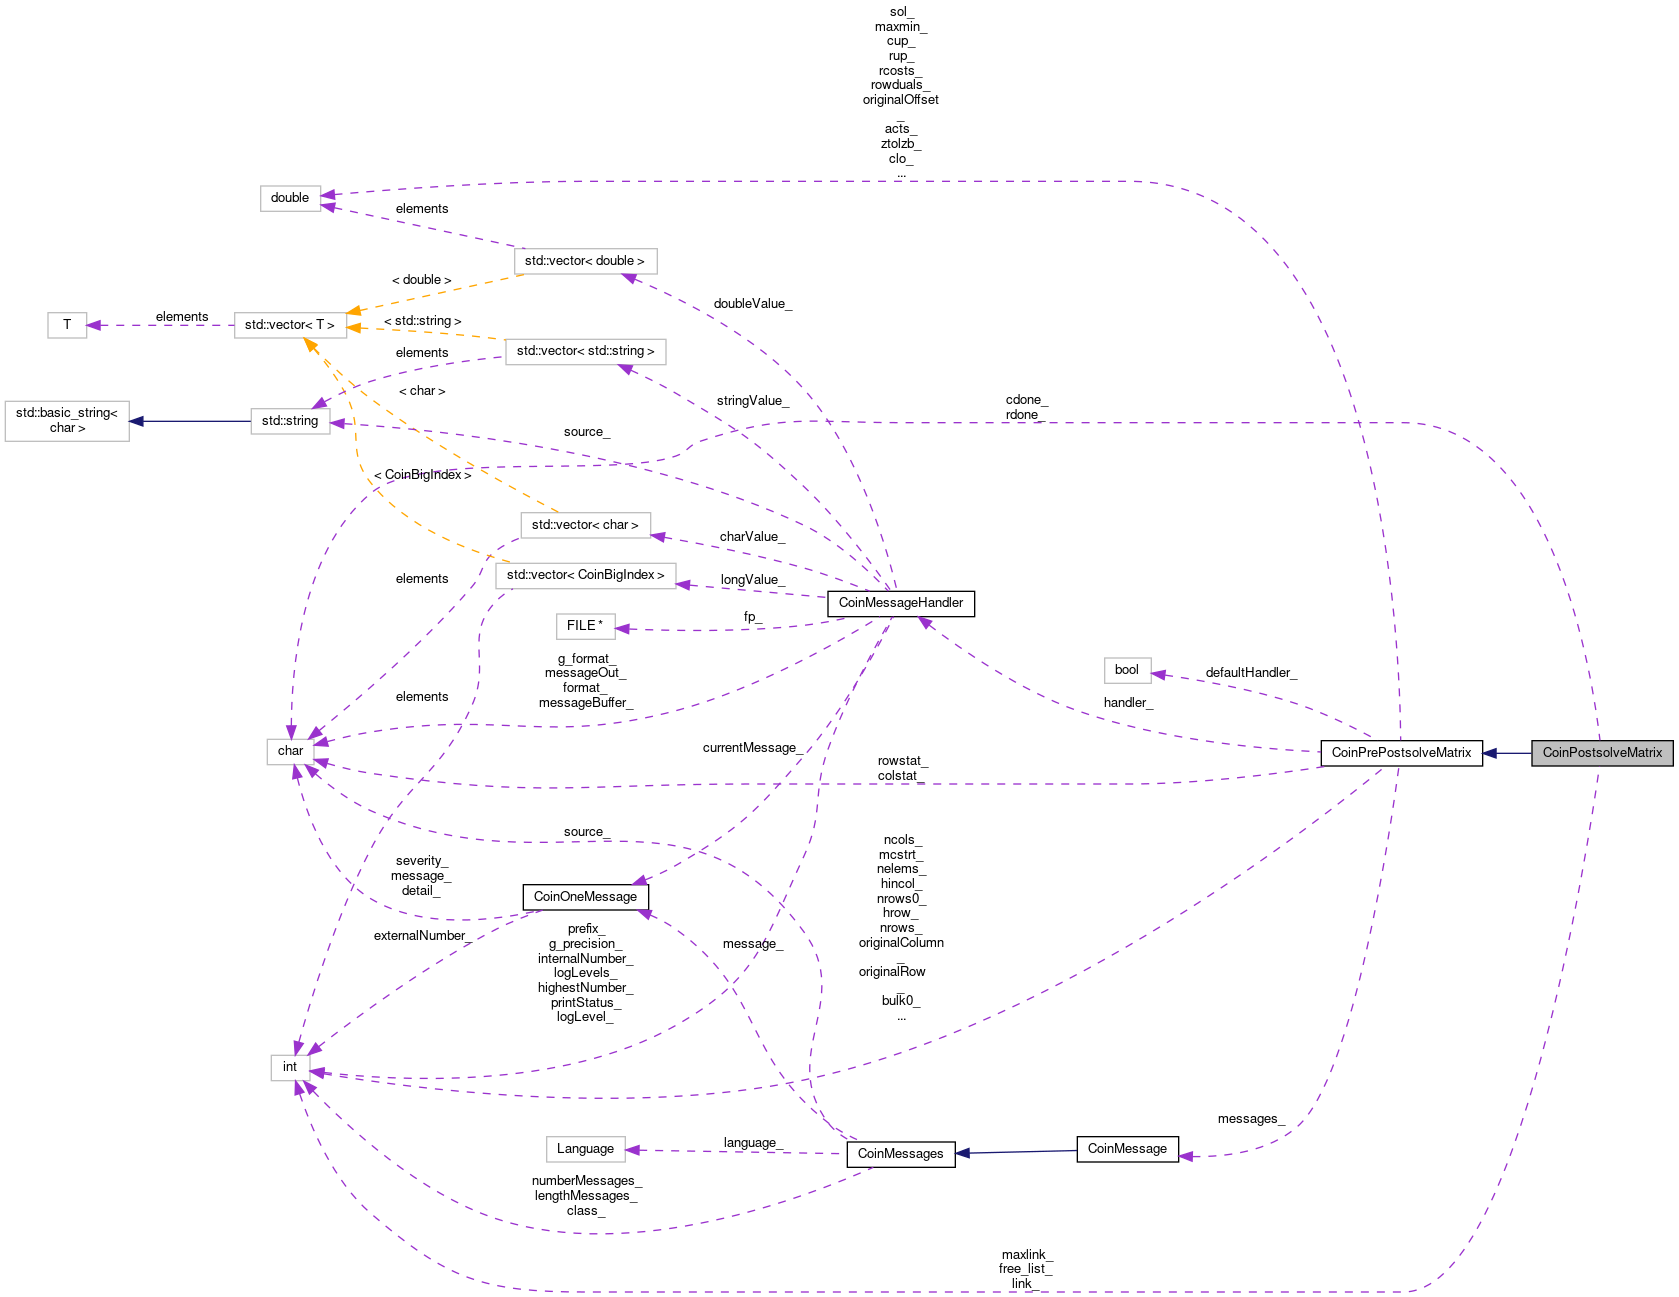 sol_
maxmin_
cup_
rup_
rcosts_
rowduals_
originalOffset
_
acts_
ztolzb_
clo_
...
double
elements
std::vector< double >
< double >
doubleValue_
T
elements
std::vector< T >
< std::string >
std::vector< std::string >
elements
< char >
stringValue_
cdone_
rdone_
std::basic_string<
char >
std::string
source_
< CoinBigIndex >
std::vector< char >
charValue_
elements
std::vector< CoinBigIndex >
longValue_
CoinMessageHandler
FILE *
fp_
g_format_
messageOut_
format_
messageBuffer_
bool
defaultHandler_
elements
handler_
char
currentMessage_
CoinPrePostsolveMatrix
CoinPostsolveMatrix
rowstat_
colstat_
source_
severity_
message_
detail_
CoinOneMessage
ncols_
mcstrt_
nelems_
hincol_
nrows0_
hrow_
nrows_
originalColumn
_
originalRow
_
bulk0_
...
externalNumber_
prefix_
g_precision_
internalNumber_
logLevels_
highestNumber_
printStatus_
logLevel_
message_
int
messages_
Language
language_
CoinMessages
CoinMessage
numberMessages_
lengthMessages_
class_
maxlink_
free_list_
link_